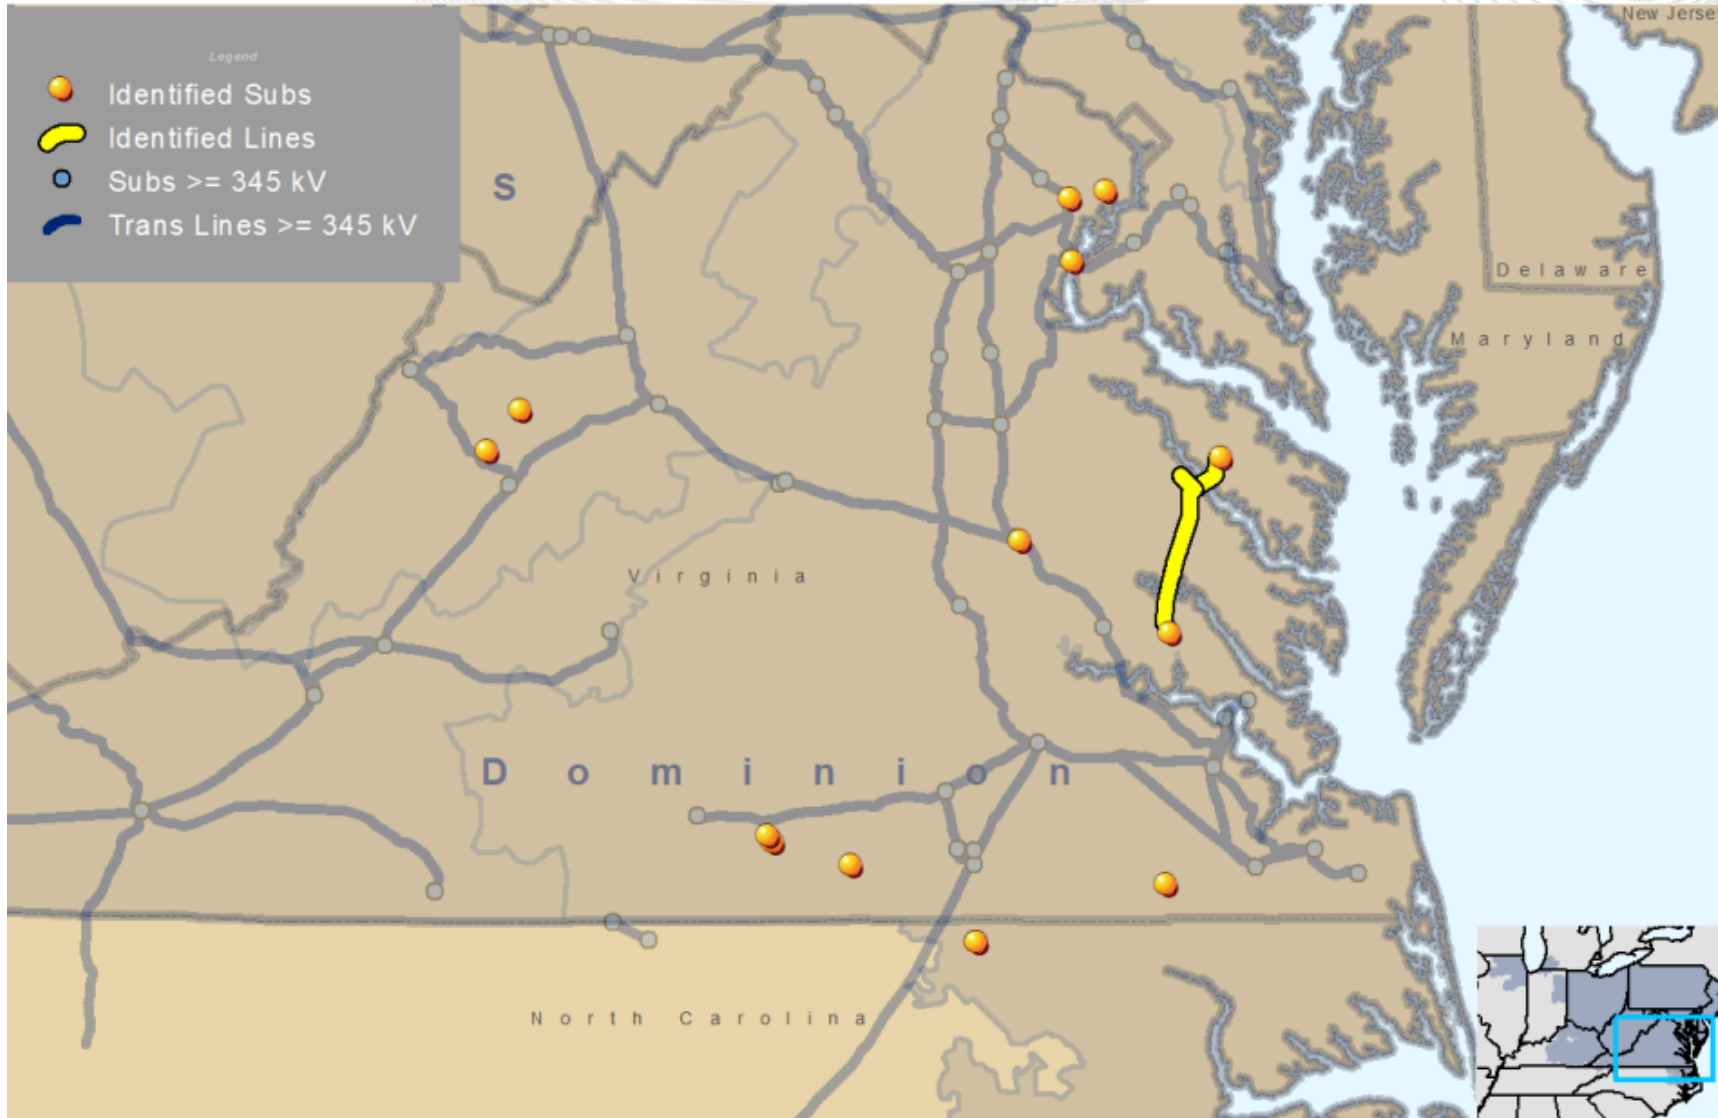 New Jerse
Legend
Identified Subs
Identified Lines
Subs >= 345 kV
Trans Lines >= 345 kV
S
Delaware
Maryland
Virginia
Dominion
North Carolina